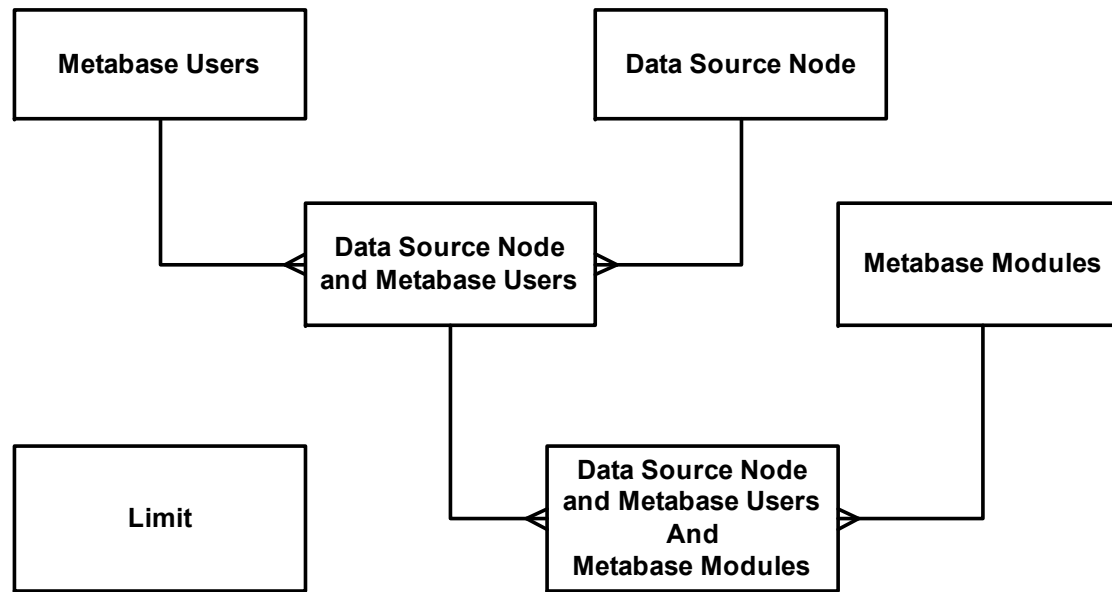 Metabase Users
Data Source Node
Data Source Node
and Metabase Users
Metabase Modules
Limit
Data Source Node
and Metabase Users
And
Metabase Modules